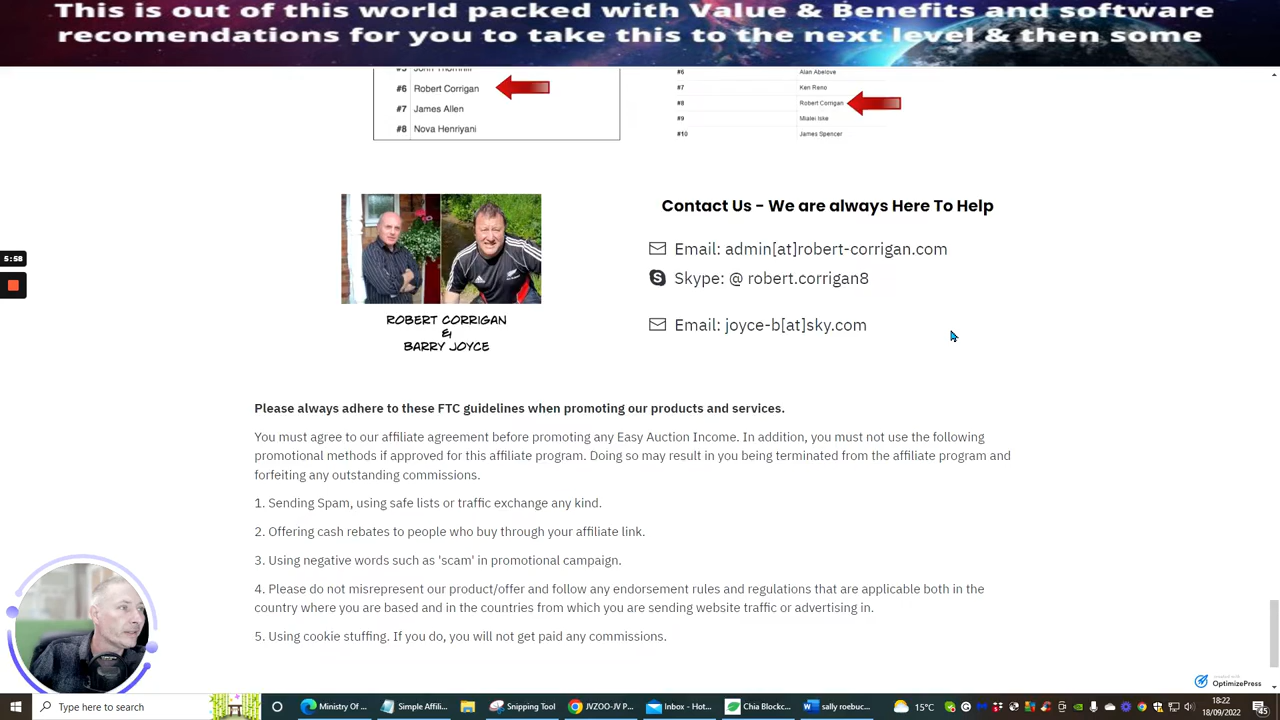 This is out of this world packed with Value & Benefits and software
recomendations for you to take this to the next level & then some
#6 Robert Corrigan
#7 James Allen
#8 Nova Henriyani
#6 Alan Abelove
#7 Ken Reno
#8 Robert Corrigan
#9 Mialei Iske
#10 James Spencer
ROBERT CORRIGAN
&
BARRY JOYCE
Contact Us - We are always Here To Help
Email: admin[at]robert-corrigan.com
Skype: @ robert.corrigan8
Email: joyce-b[at]sky.com
5:58
Please always adhere to these FTC guidelines when promoting our products and services.
You must agree to our affiliate agreement before promoting any Easy Auction Income. In addition, you must not use the following
promotional methods if approved for this affiliate program. Doing so may result in you being terminated from the affiliate program and
forfeiting any outstanding commissions.
1. Sending Spam, using safe lists or traffic exchange any kind.
2. Offering cash rebates to people who buy through your affiliate link.
3. Using negative words such as 'scam' in promotional campaign.
4. Please do not misrepresent our product/offer and follow any endorsement rules and regulations that are applicable both in the
country where you are based and in the countries from which you are sending website traffic or advertising in.
5. Using cookie stuffing. If you do, you will not get paid any commissions.
created with
OptimizePress
Type here to search
Ministry Of ...
Simple Affili...
Snipping Tool
JVZOO-JV P...
Inbox - Hot...
Chia Blockc...
sally roebuc...
15°C
18:22
18/09/2022